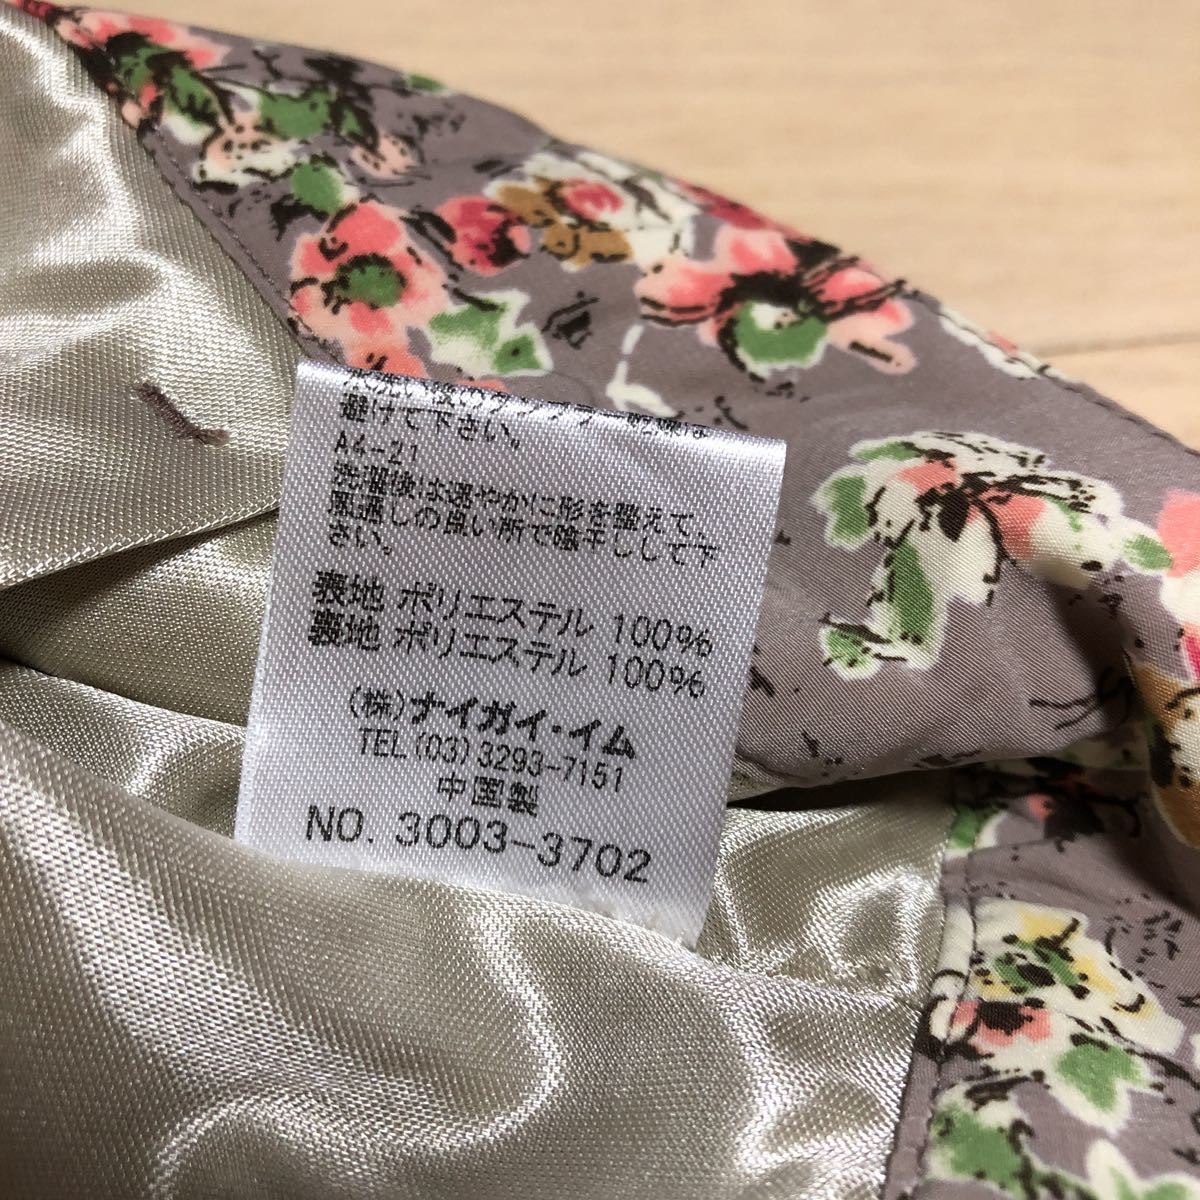 避けて下さい。
A4-21
洗濯後は速やかに形を整えて、
風通しの良い所で陰干しして下
さい。
表地 ポリエステル 100%
裏地 ポリエステル 100%
(株)ナイガイ・イム
TEL(03)3293-7151
中国製
NO. 3003-3702